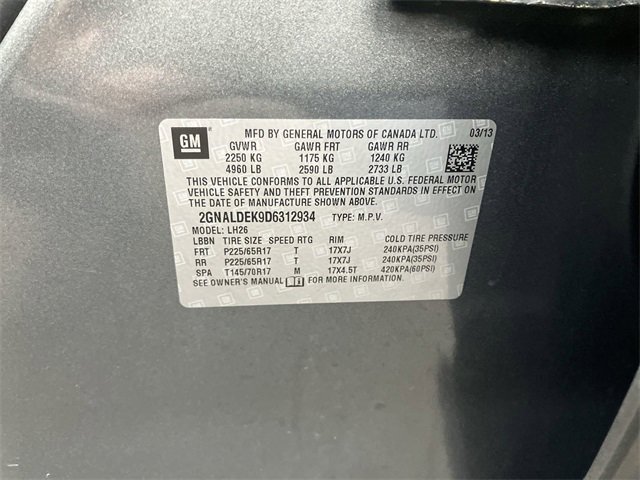 GM MFD BY GENERAL MOTORS OF CANADA LTD. 03/13
GVWR GAWR FRT GAWR RR
2250 KG 1175 KG 1240 KG
4960 LB 2590 LB 2733 LB
THIS VEHICLE CONFORMS TO ALL APPLICABLE U.S. FEDERAL MOTOR
VEHICLE SAFETY AND THEFT PREVENTION STANDARDS IN EFFECT ON
THE DATE OF MANUFACTURE SHOWN ABOVE.
2GNALDEK9D6312934 TYPE: M.P.V.
MODEL: LH26
LBBN TIRE SIZE SPEED RTG RIM COLD TIRE PRESSURE
FRT P225/65R17 T 17X7J 240KPA(35PSI)
RR P225/65R17 T 17X7J 240KPA(35PSI)
SPA T145/70R17 M 17X4.5T 420KPA(60PSI)
SEE OWNER'S MANUAL FOR MORE INFORMATION.